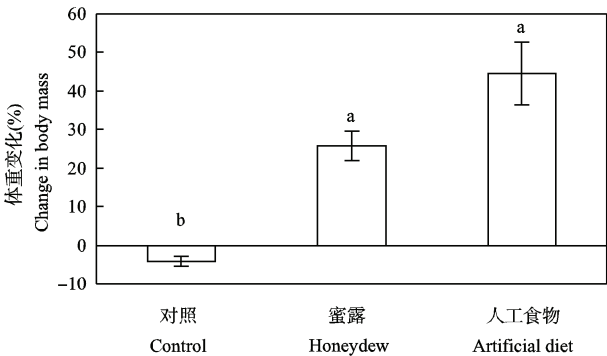 体重变化(%)
Change in body mass
60
50
40
30
20
10
0
−10
b
a
a
对照
蜜露
人工食物
Control
Honeydew
Artificial diet